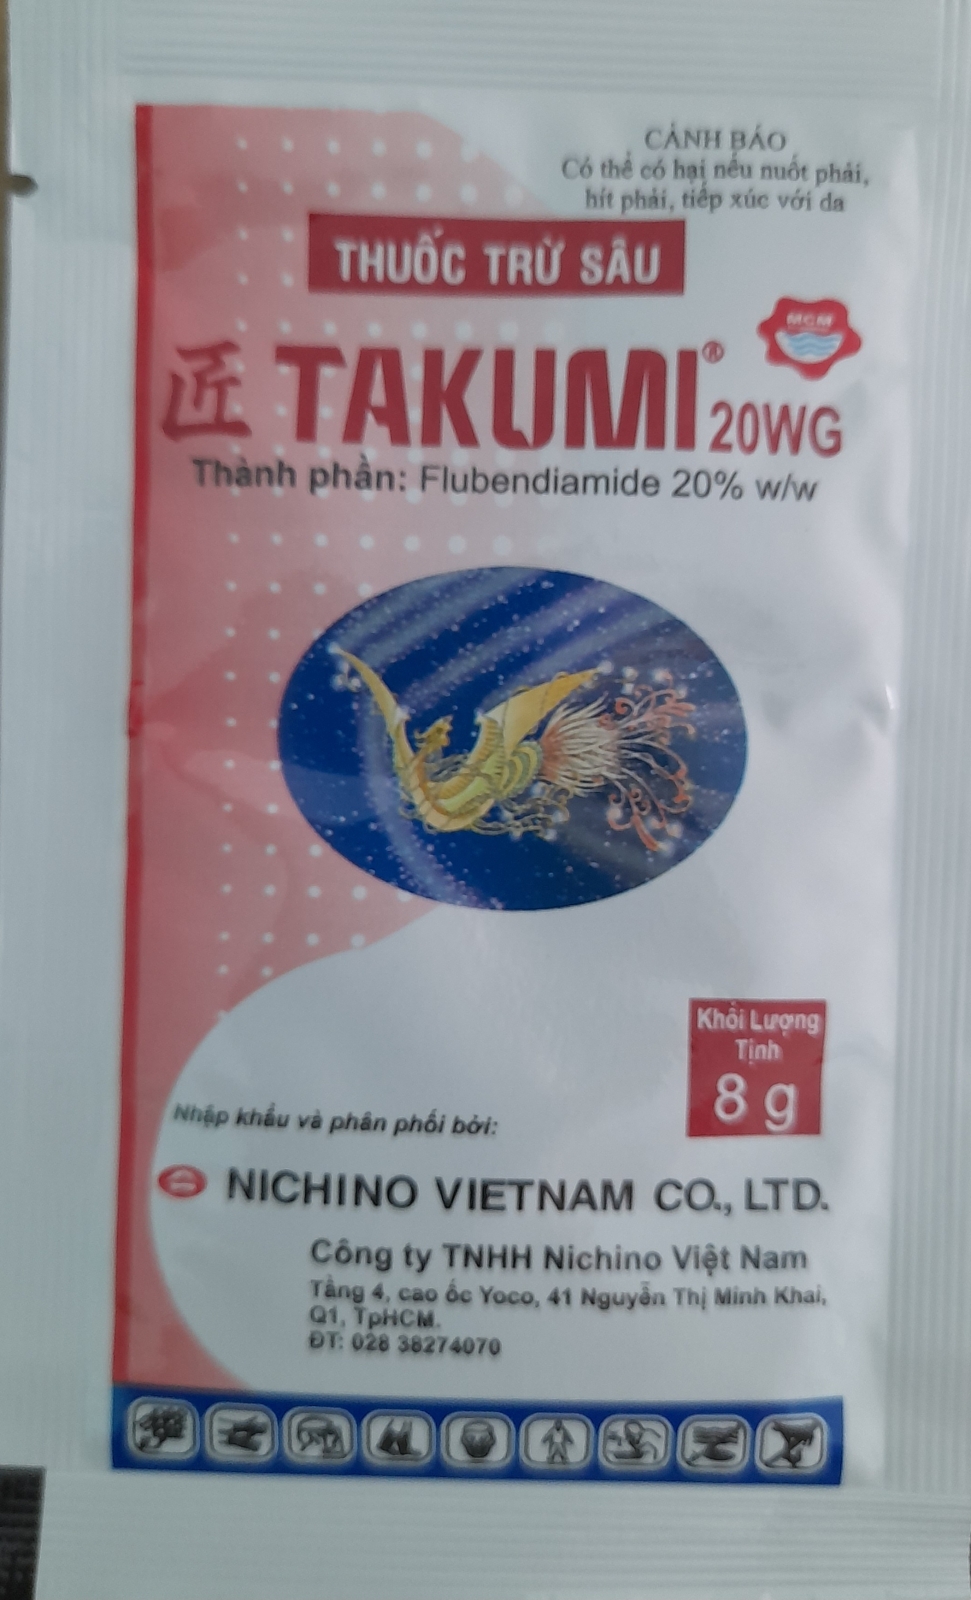 CẢNH BÁO
Có thể có hại nếu nuốt phải,
hít phải, tiếp xúc với da
THUỐC TRỪ SÂU
MCM
匠 TAKUMI® 20WG
Thành phần: Flubendiamide 20% w/w
Khối Lượng
Tịnh
8 g
Nhập khẩu và phân phối bởi:
NICHINO VIETNAM CO., LTD.
Công ty TNHH Nichino Việt Nam
Tầng 4, cao ốc Yoco, 41 Nguyễn Thị Minh Khai,
Q1, TpHCM.
ĐT: 028 38274070